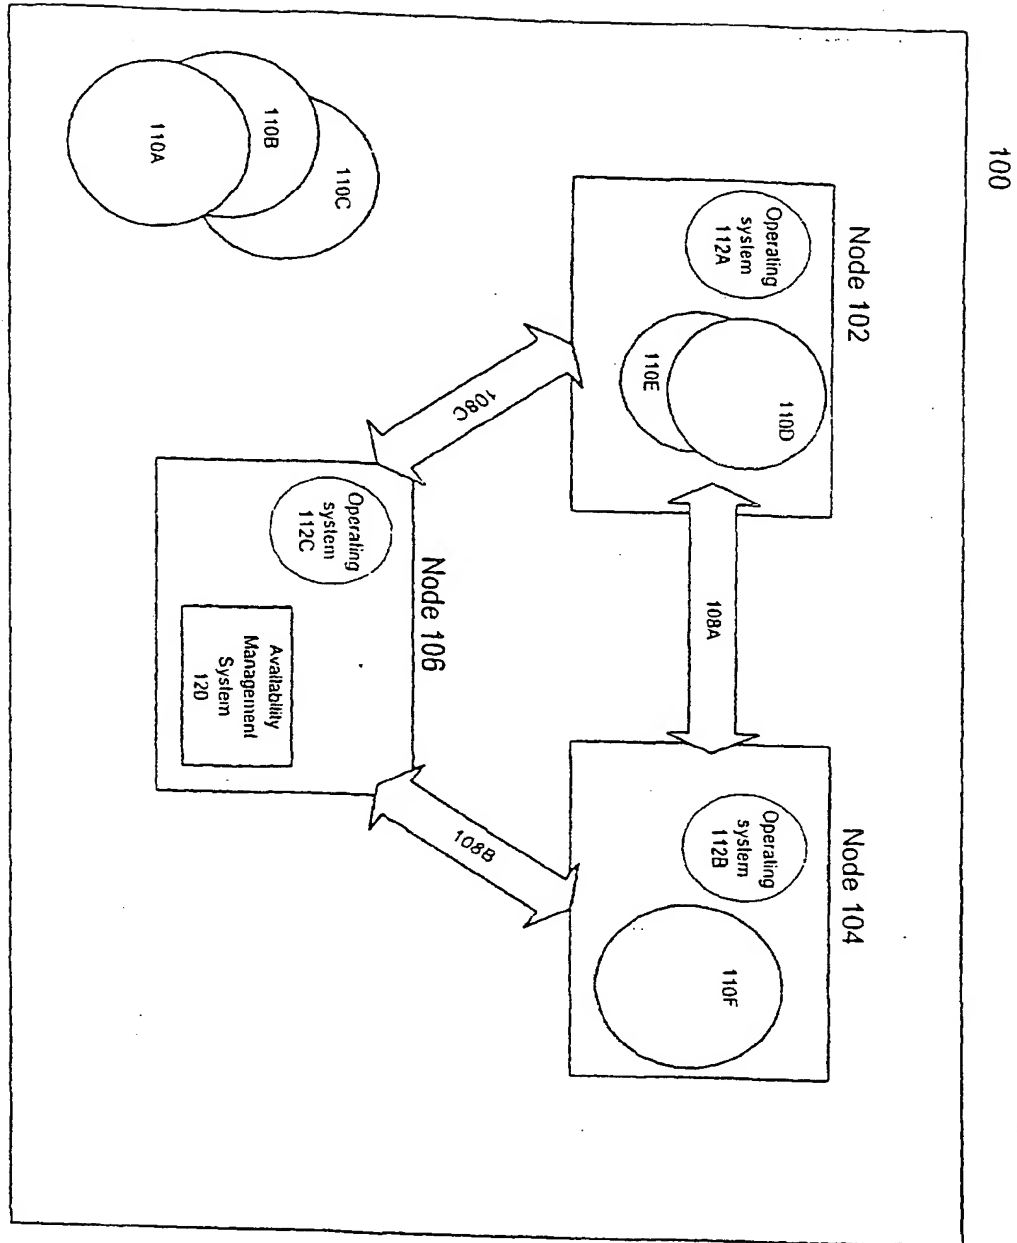 100
Node 102
Operating
system
112A
110D
110E
108A
Node 104
Operating
system
112B
110F
108C
108B
Node 106
Operating
system
112C
Availability
Management
System
120
110C
110B
110A